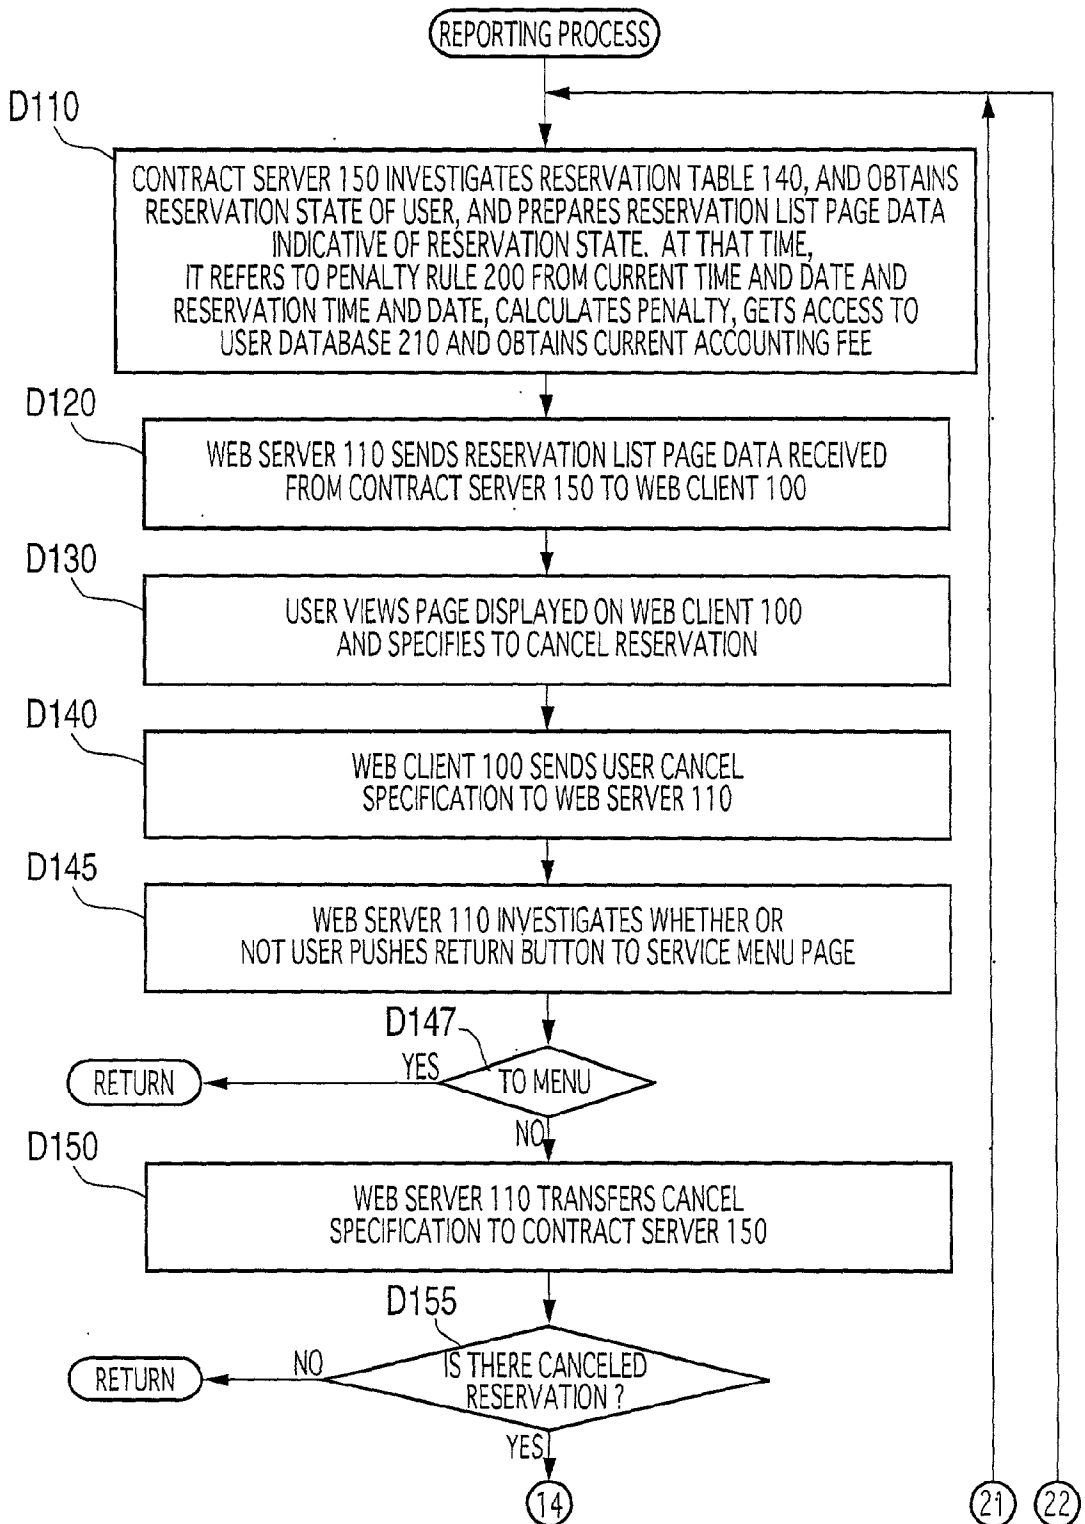 REPORTING PROCESS
D110
CONTRACT SERVER 150 INVESTIGATES RESERVATION TABLE 140, AND OBTAINS
RESERVATION STATE OF USER, AND PREPARES RESERVATION LIST PAGE DATA
INDICATIVE OF RESERVATION STATE. AT THAT TIME,
IT REFERS TO PENALTY RULE 200 FROM CURRENT TIME AND DATE AND
RESERVATION TIME AND DATE, CALCULATES PENALTY, GETS ACCESS TO
USER DATABASE 210 AND OBTAINS CURRENT ACCOUNTING FEE
D120
WEB SERVER 110 SENDS RESERVATION LIST PAGE DATA RECEIVED
FROM CONTRACT SERVER 150 TO WEB CLIENT 100
D130
USER VIEWS PAGE DISPLAYED ON WEB CLIENT 100
AND SPECIFIES TO CANCEL RESERVATION
D140
WEB CLIENT 100 SENDS USER CANCEL
SPECIFICATION TO WEB SERVER 110
D145
WEB SERVER 110 INVESTIGATES WHETHER OR
NOT USER PUSHES RETURN BUTTON TO SERVICE MENU PAGE
D147
YES
RETURN
TO MENU
NO
D150
WEB SERVER 110 TRANSFERS CANCEL
SPECIFICATION TO CONTRACT SERVER 150
D155
NO
RETURN
IS THERE CANCELED
RESERVATION ?
YES
14
21
22